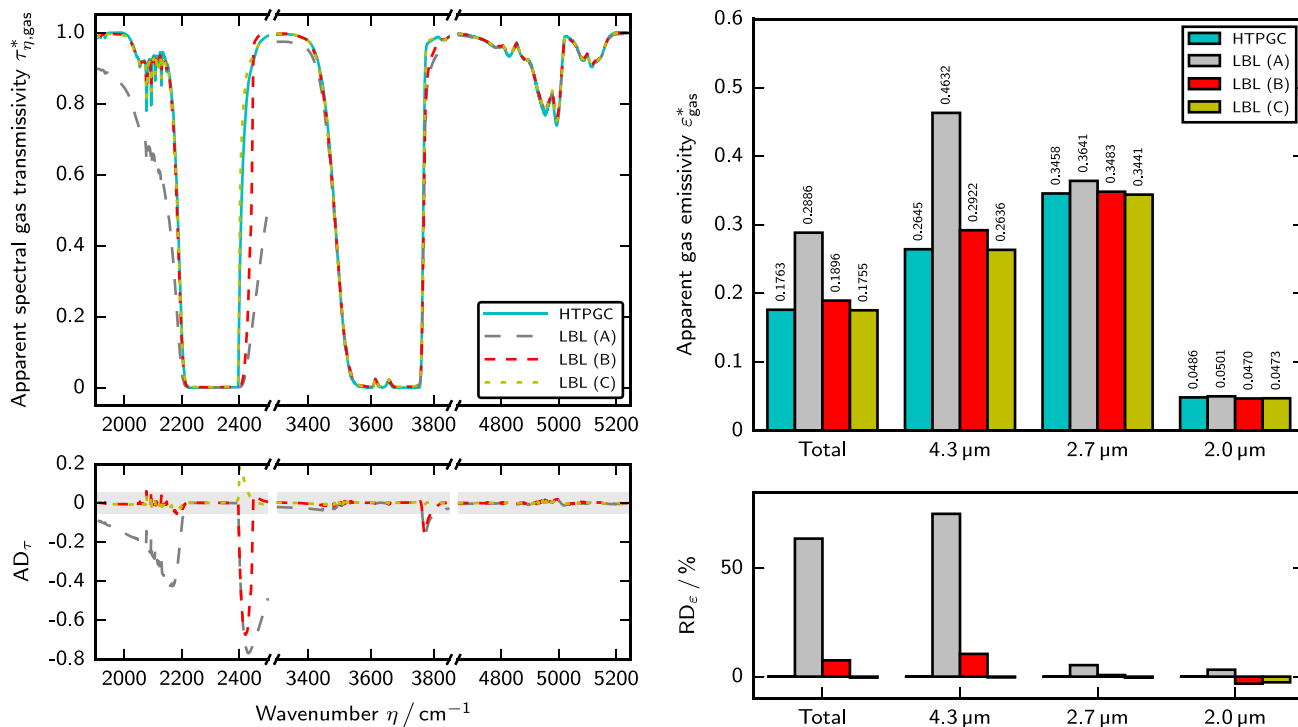 Apparent spectral gas transmissivity τ*η,gas
1.0
0.8
0.6
0.4
0.2
0
HTPGC
LBL (A)
LBL (B)
LBL (C)
2000 2200 2400 3400 3600 3800 4800 5000 5200
ADτ
0.2
0
-0.2
-0.4
-0.6
-0.8
2000 2200 2400 3400 3600 3800 4800 5000 5200
Wavenumber η / cm⁻¹
Apparent gas emissivity ε*gas
0.6
0.5
0.4
0.3
0.2
0.1
0
HTPGC
LBL (A)
LBL (B)
LBL (C)
0.1763 0.2886 0.1896 0.1755
0.2645 0.4632 0.2922 0.2636
0.3458 0.3641 0.3483 0.3441
0.0486 0.0501 0.0470 0.0473
Total 4.3 µm 2.7 µm 2.0 µm
RDε / %
50
0
Total 4.3 µm 2.7 µm 2.0 µm